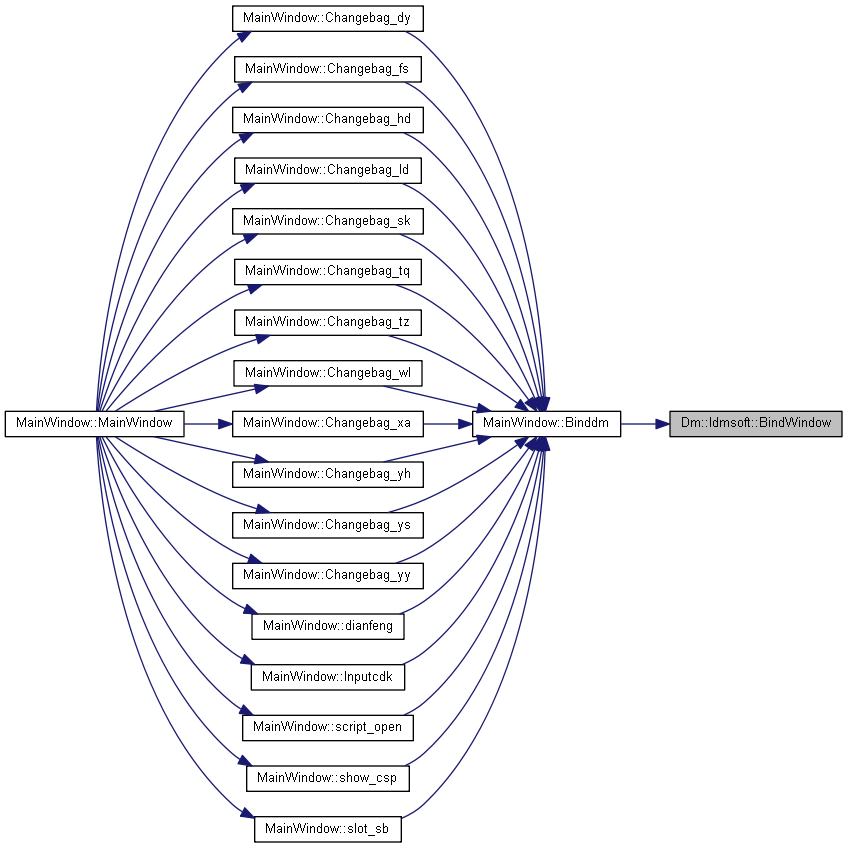 MainWindow::Changebag_dy
MainWindow::Changebag_fs
MainWindow::Changebag_hd
MainWindow::Changebag_ld
MainWindow::Changebag_sk
MainWindow::Changebag_tq
MainWindow::Changebag_tz
MainWindow::Changebag_wl
MainWindow::MainWindow
MainWindow::Changebag_xa
MainWindow::Binddm
Dm::Idmsoft::BindWindow
MainWindow::Changebag_yh
MainWindow::Changebag_ys
MainWindow::Changebag_yy
MainWindow::dianfeng
MainWindow::Inputcdk
MainWindow::script_open
MainWindow::show_csp
MainWindow::slot_sb